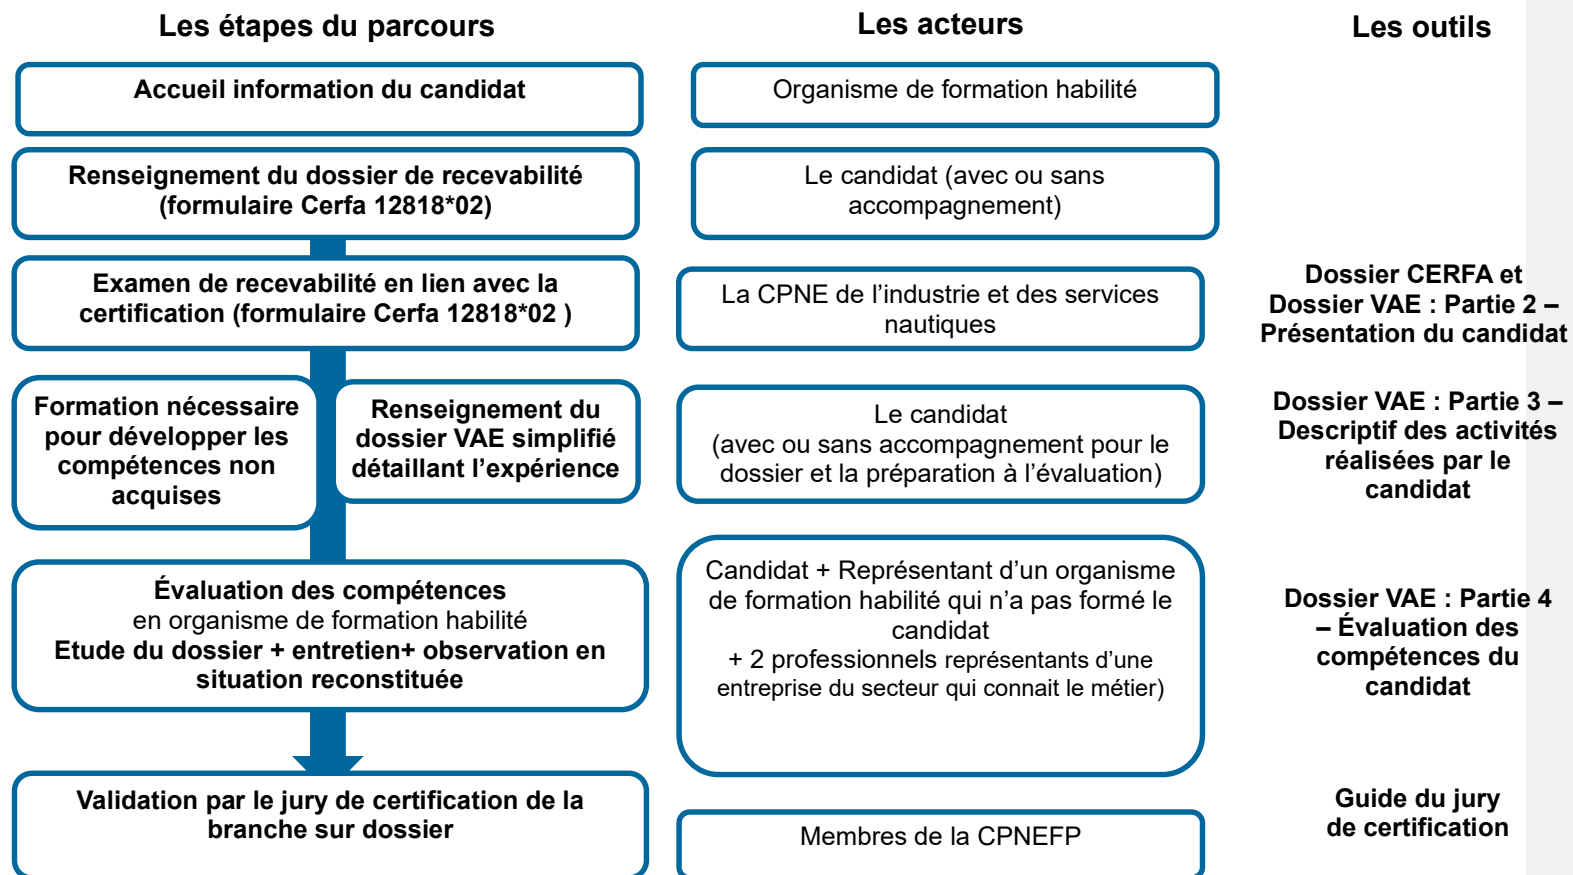 Les étapes du parcours
Les acteurs
Les outils
Accueil information du candidat
Organisme de formation habilité
Renseignement du dossier de recevabilité
(formulaire Cerfa 12818*02)
Le candidat (avec ou sans
accompagnement)
Examen de recevabilité en lien avec la
certification (formulaire Cerfa 12818*02 )
La CPNE de l’industrie et des services
nautiques
Dossier CERFA et
Dossier VAE : Partie 2 –
Présentation du candidat
Formation nécessaire
pour développer les
compétences non
acquises
Renseignement du
dossier VAE simplifié
détaillant l’expérience
Le candidat
(avec ou sans accompagnement pour le
dossier et la préparation à l’évaluation)
Dossier VAE : Partie 3 –
Descriptif des activités
réalisées par le
candidat
Évaluation des compétences
en organisme de formation habilité
Etude du dossier + entretien+ observation en
situation reconstituée
Candidat + Représentant d’un organisme
de formation habilité qui n’a pas formé le
candidat
+ 2 professionnels représentants d’une
entreprise du secteur qui connait le métier)
Dossier VAE : Partie 4
– Évaluation des
compétences du
candidat
Validation par le jury de certification de la
branche sur dossier
Membres de la CPNEFP
Guide du jury
de certification